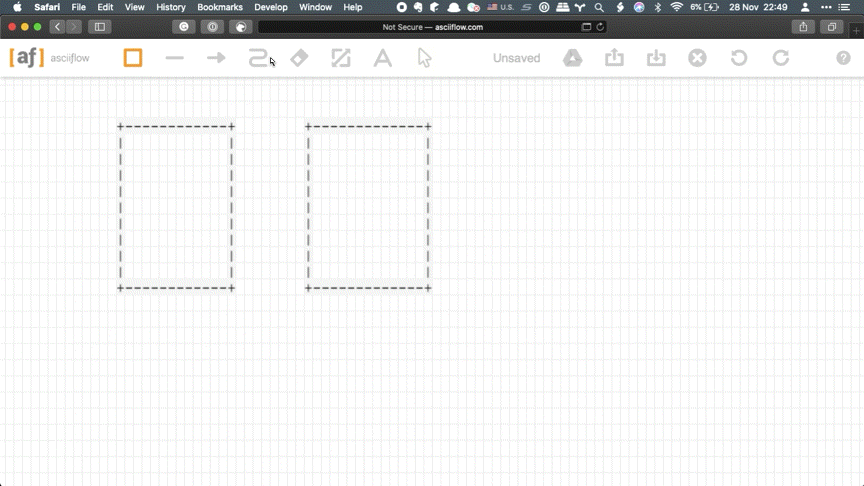 Safari File Edit View History Bookmarks Develop Window Help U.S. 6% 28 Nov 22:49
Not Secure — asciiflow.com
[af] asciiflow A Unsaved ?